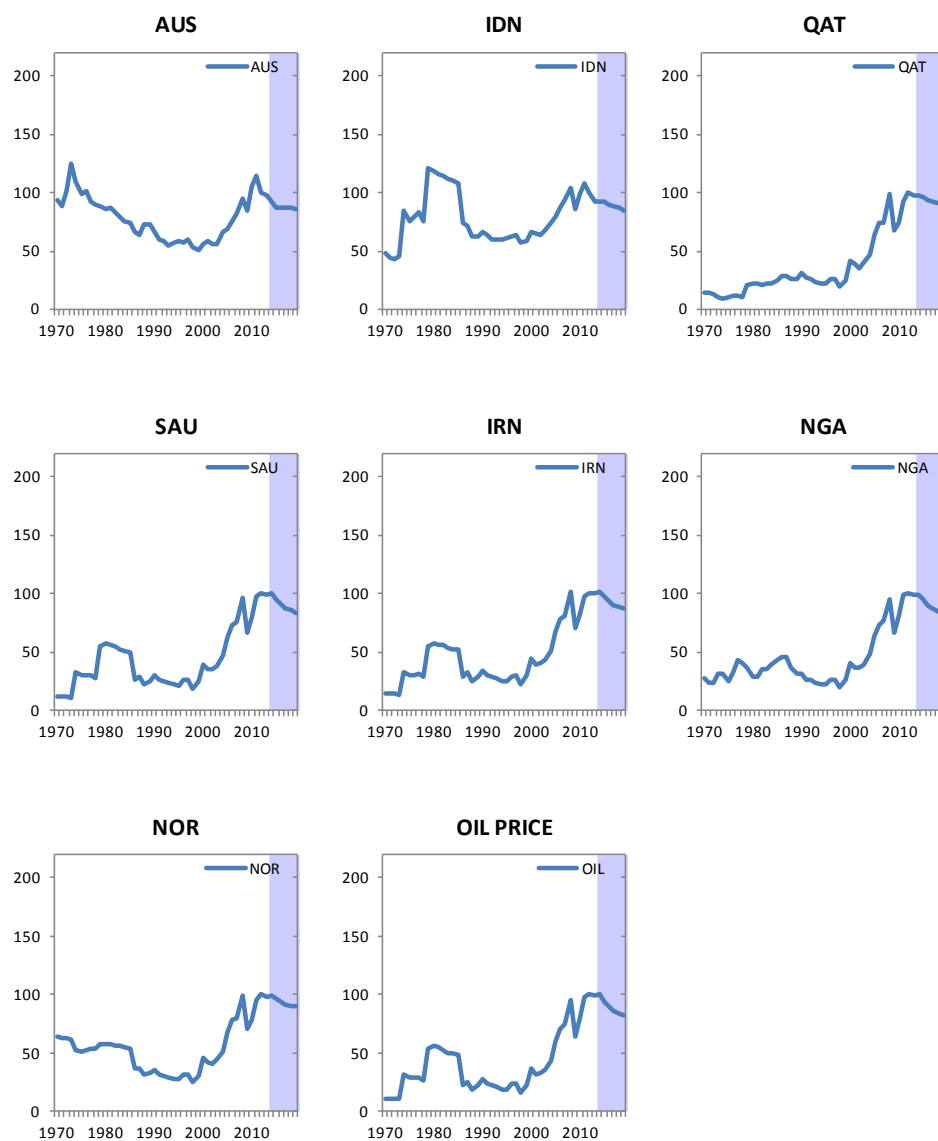 AUS IDN QAT
AUS IDN QAT
200 200 200
150 150 150
100 100 100
50 50 50
0 0 0
1970 1980 1990 2000 2010 1970 1980 1990 2000 2010 1970 1980 1990 2000 2010
SAU IRN NGA
SAU IRN NGA
200 200 200
150 150 150
100 100 100
50 50 50
0 0 0
1970 1980 1990 2000 2010 1970 1980 1990 2000 2010 1970 1980 1990 2000 2010
NOR OIL PRICE
NOR OIL
200 200
150 150
100 100
50 50
0 0
1970 1980 1990 2000 2010 1970 1980 1990 2000 2010